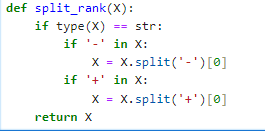 def split_rank(X):
    if type(X) == str:
        if '-' in X:
            X = X.split('-')[0]
        if '+' in X:
            X = X.split('+')[0]
    return X